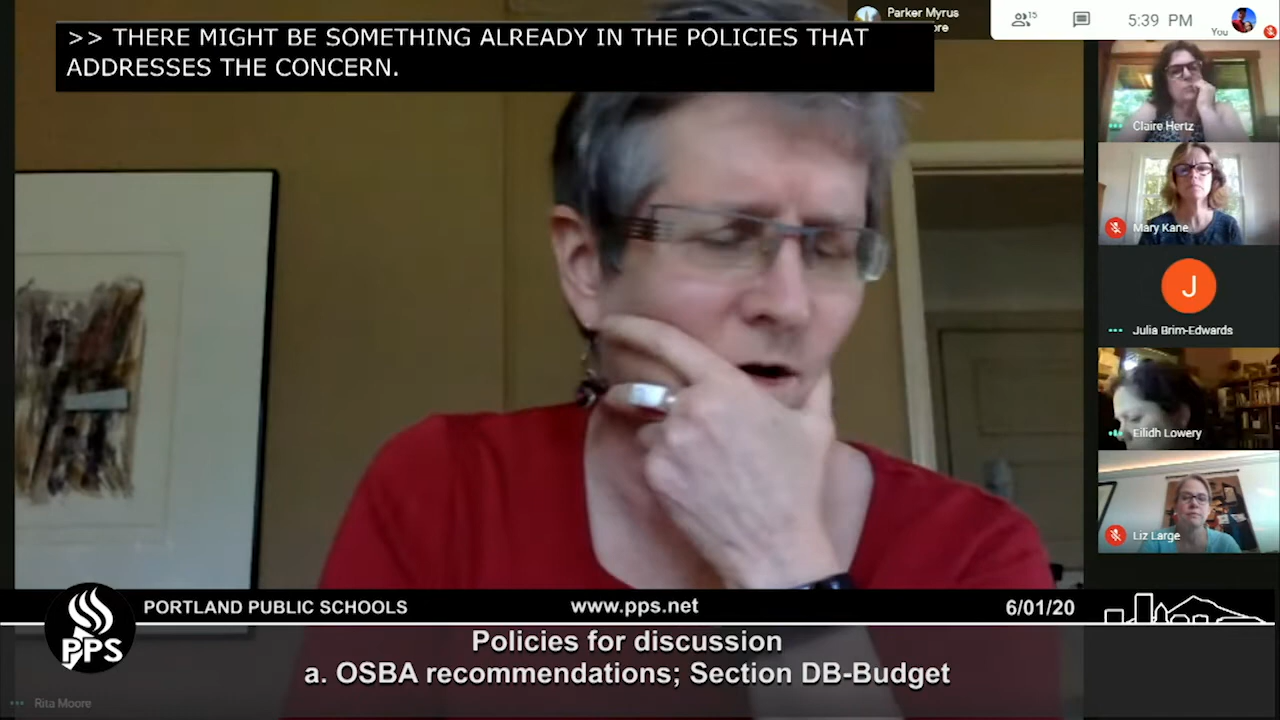 >> THERE MIGHT BE SOMETHING ALREADY IN THE POLICIES THAT
ADDRESSES THE CONCERN.
Parker Myrus
ore
15
5:39 PM
You
Claire Hertz
Mary Kane
J
Julia Brim-Edwards
Eilidh Lowery
Liz Large
PORTLAND PUBLIC SCHOOLS
www.pps.net
6/01/20
PPS
Policies for discussion
a. OSBA recommendations; Section DB-Budget
Rita Moore